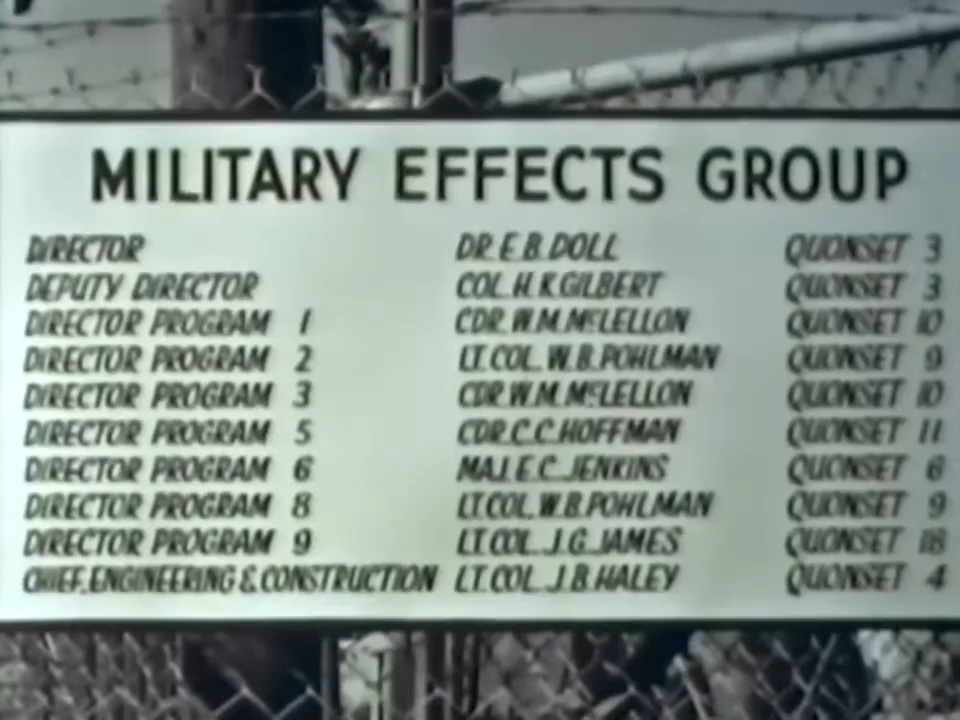 MILITARY EFFECTS GROUP
DIRECTOR DR. E. B. DOLL QUONSET 3
DEPUTY DIRECTOR COL. H. K. GILBERT QUONSET 3
DIRECTOR PROGRAM 1 CDR. W. M. McLELLON QUONSET 10
DIRECTOR PROGRAM 2 LT. COL. W. B. POHLMAN QUONSET 9
DIRECTOR PROGRAM 3 CDR. W. M. McLELLON QUONSET 10
DIRECTOR PROGRAM 5 CDR. C. C. HOFFMAN QUONSET 11
DIRECTOR PROGRAM 6 MAJ. E. C. JENKINS QUONSET
DIRECTOR PROGRAM 8 LT. COL. W. B. POHLMAN QUONSET 9
DIRECTOR PROGRAM 9 LT. COL. J. G. JAMES QUONSET
CHIEF, ENGINEERING & CONSTRUCTION LT. COL. J. B. HALEY QUONSET 4